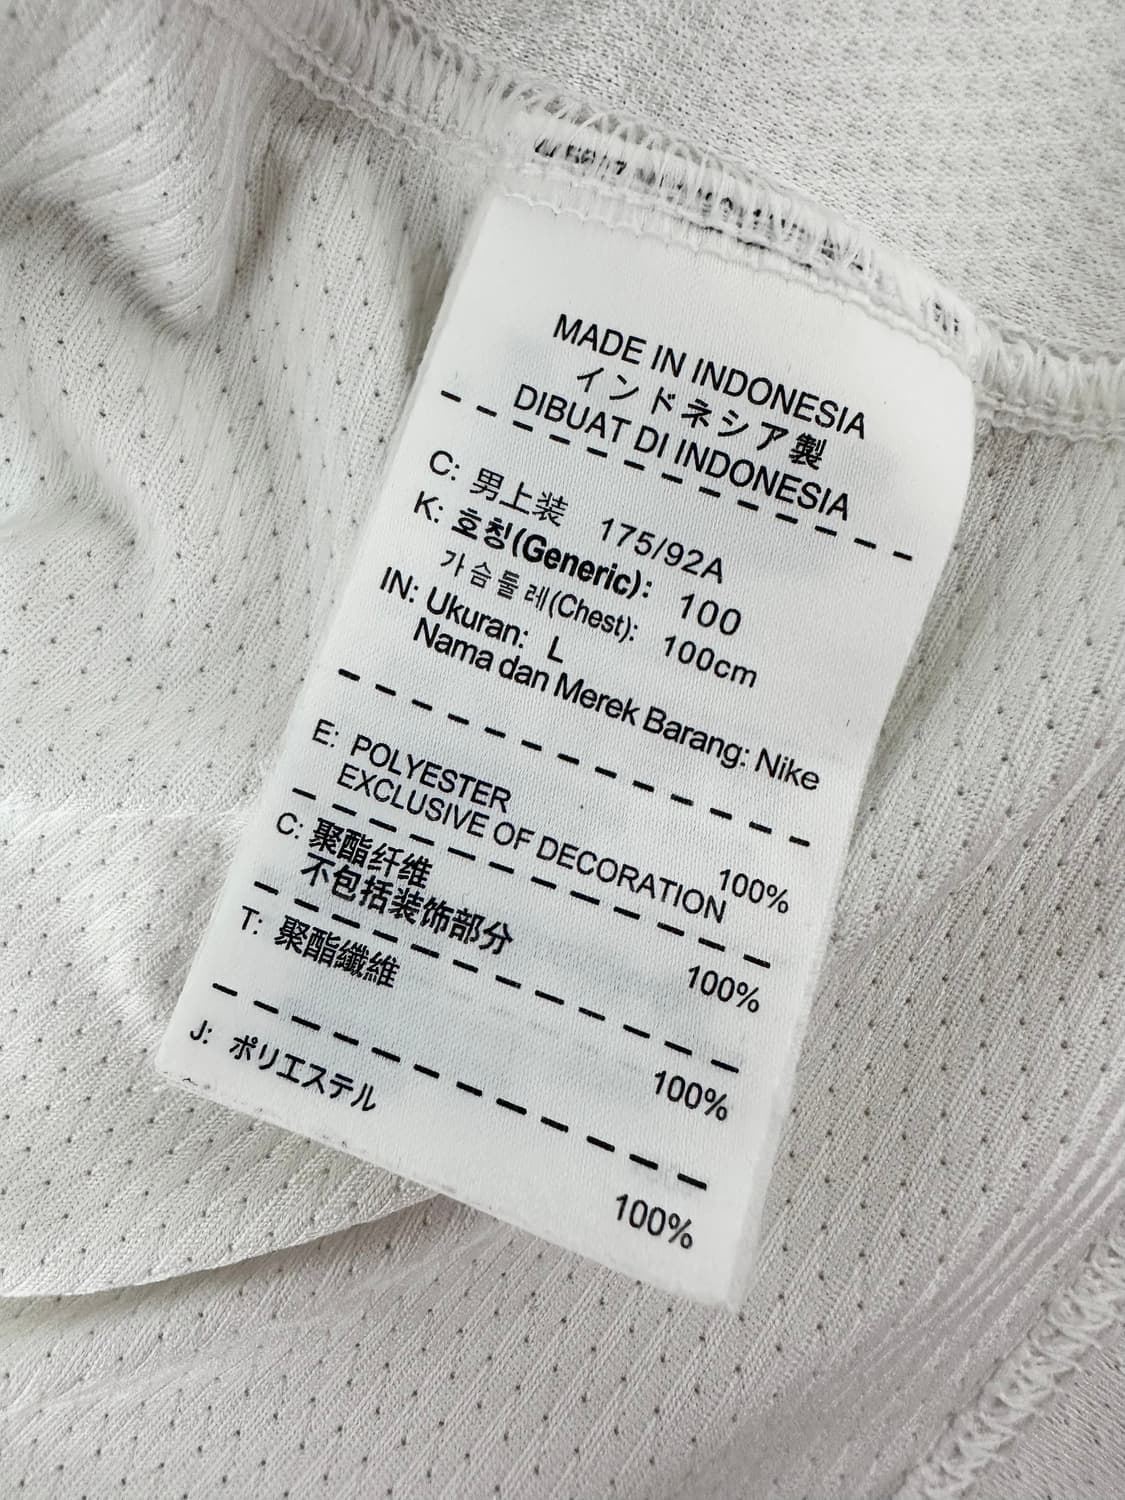 MADE IN INDONESIA
インドネシア製
DIBUAT DI INDONESIA
C: 男上装 175/92A
K: 호칭(Generic): 100
가슴둘레(Chest): 100cm
IN: Ukuran: L
Nama dan Merek Barang: Nike
E: POLYESTER 100%
EXCLUSIVE OF DECORATION
C: 聚酯纤维 100%
不包括装饰部分
T: 聚酯纖維 100%
J: ポリエステル 100%